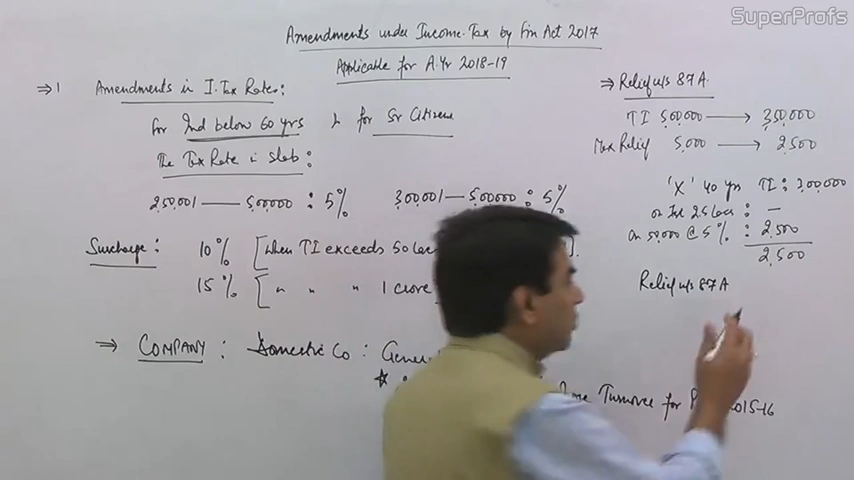 SuperProfs
Amendments under Income.Tax by Fin Act 2017
Applicable for A.Yr 2018-19
⇒1 Amendments in I.Tax Rates:
for Ind below 60 yrs & for Sr Citizens
The Tax Rate in slab:
2,50,001 — 5,00,000 : 5% 3,00,001 — 5,00,000 : 5%
Surcharge: 10% [when TI exceeds 50 Lac
15% [ " " " 1 crore
⇒ COMPANY : Domestic Co :
★
Turnover for 2015-16
⇒ Relief u/s 87A.
TI 5,00,000 → 3,50,000
Max Relief 5,000 → 2,500
'X' 40 yrs TI : 3,00,000
on Ist 2.5 Lacs : —
on 50,000 @ 5% : 2,500
2,500
Relief u/s 87A